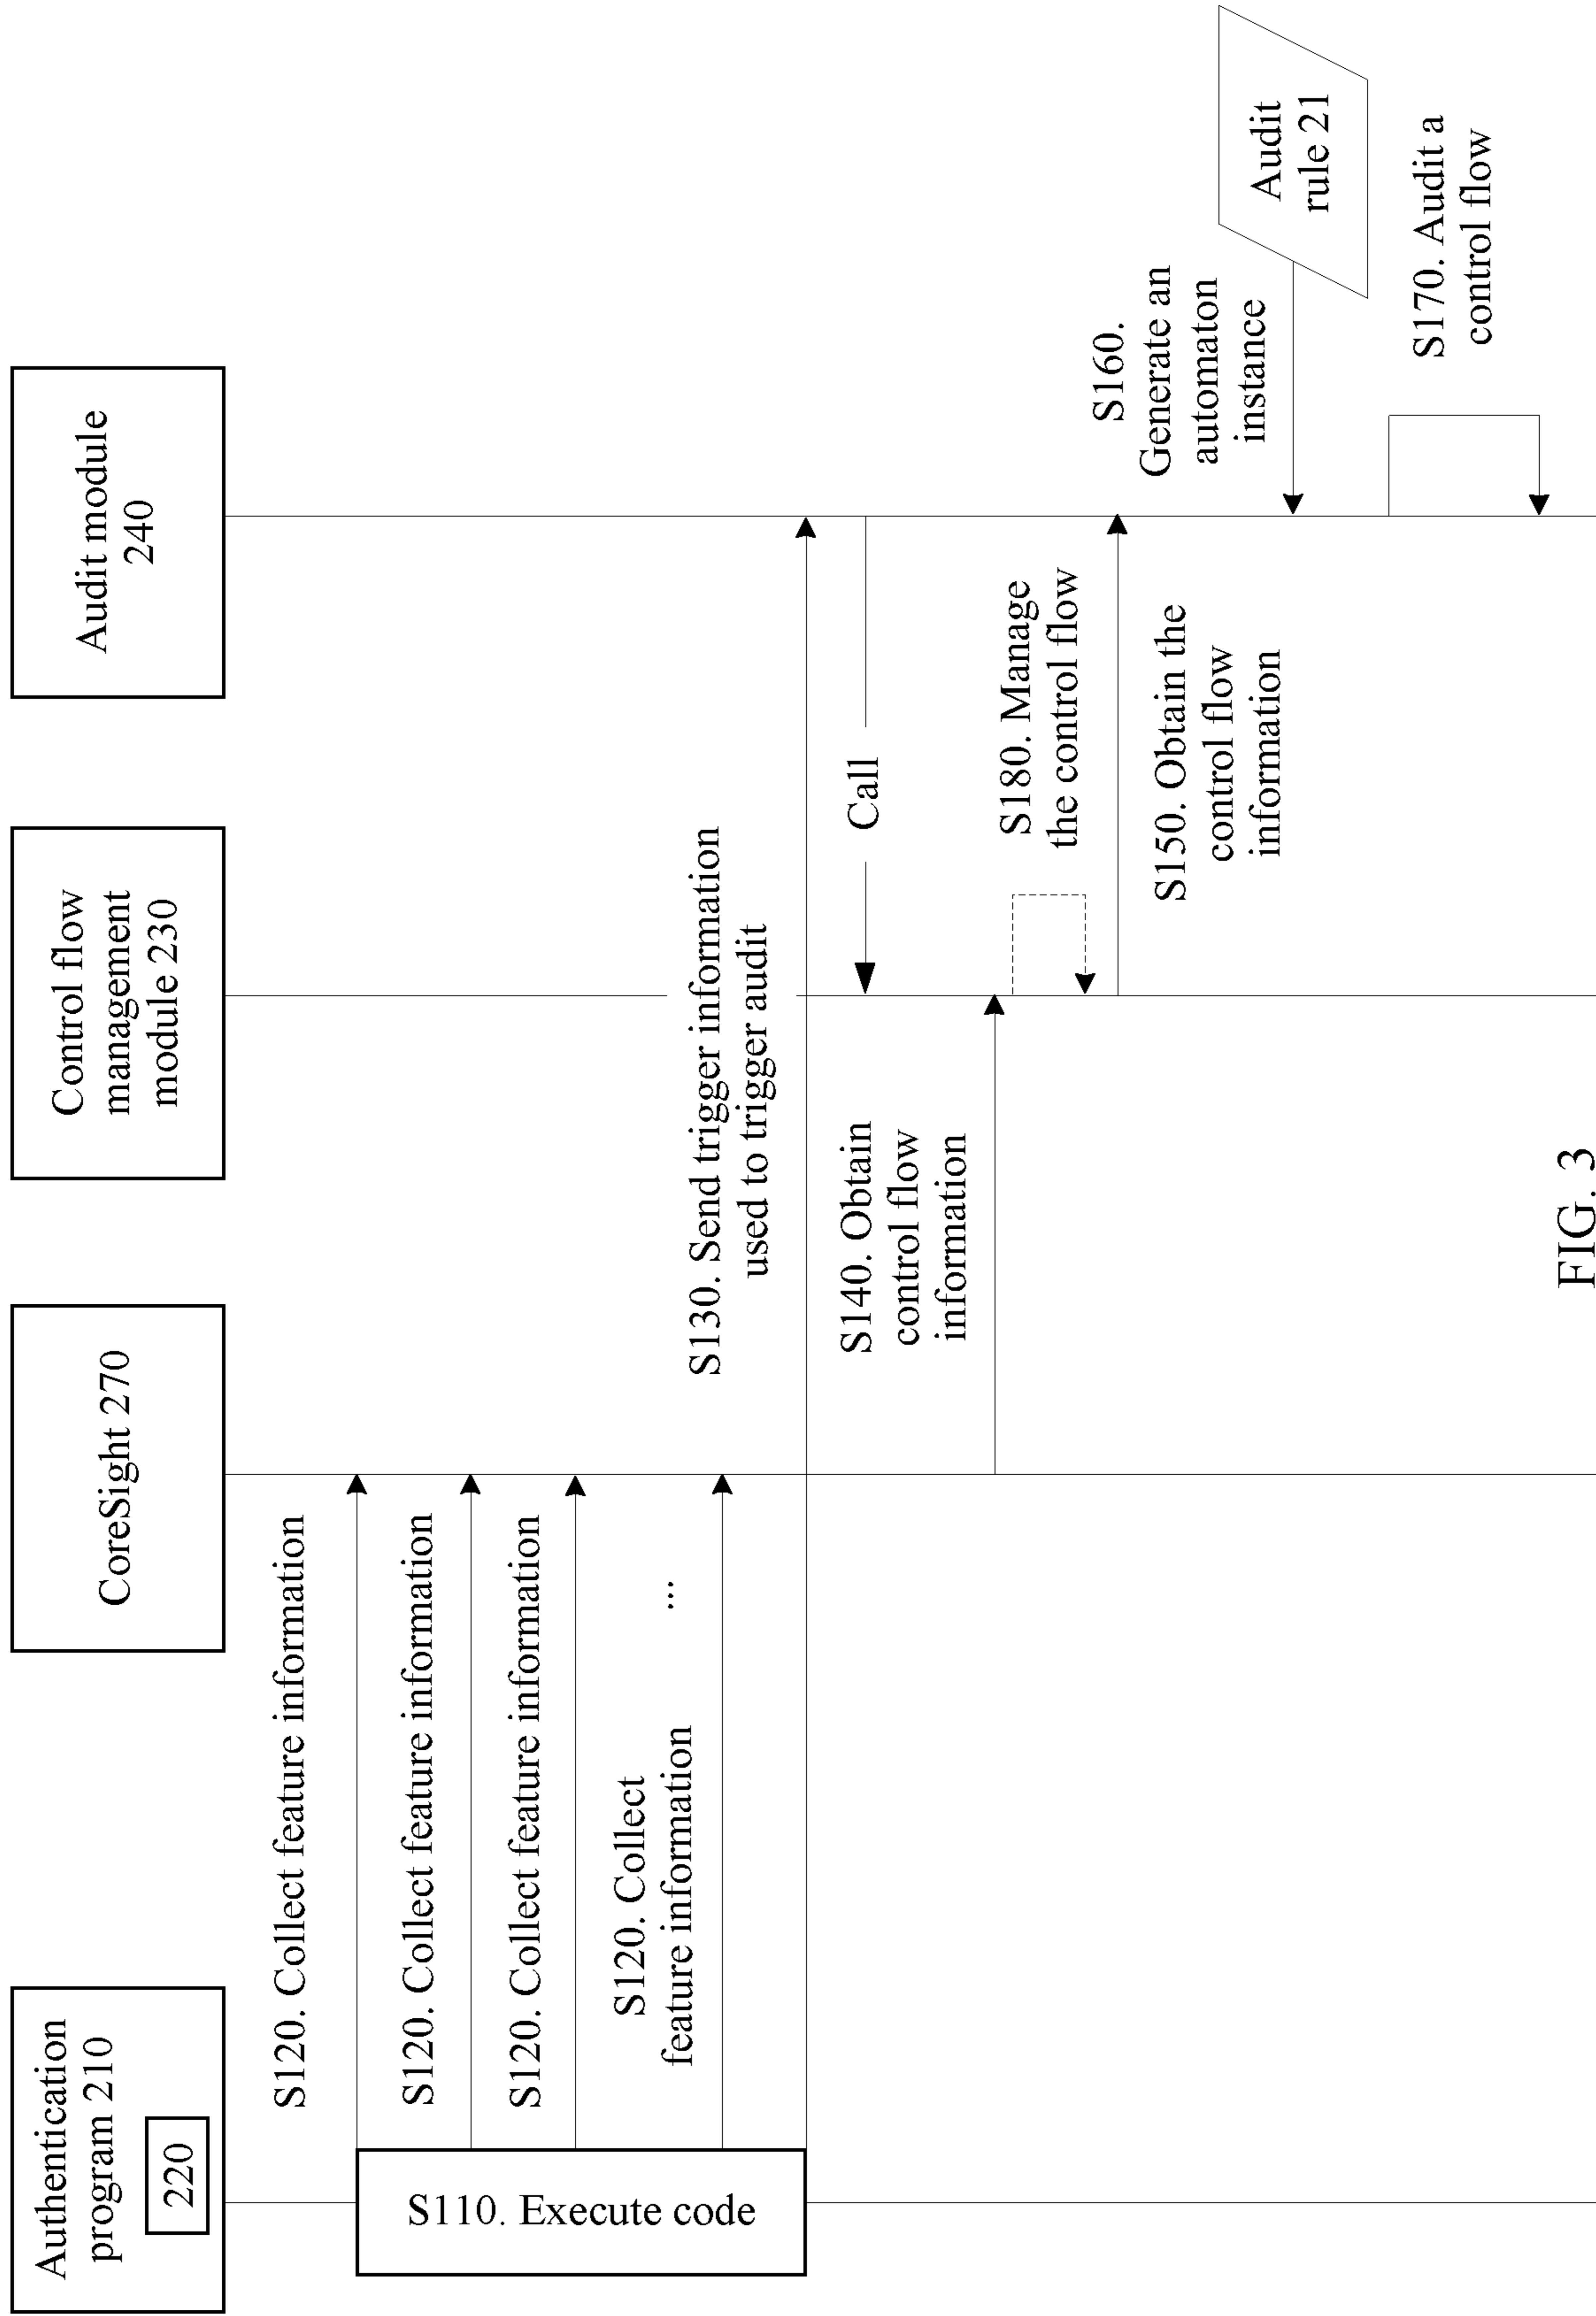 Authentication
program 210
220
CoreSight 270
Control flow
management
module 230
Audit module
240
S110. Execute code
S120. Collect feature information
S120. Collect feature information
S120. Collect feature information
S120. Collect
feature information
...
S130. Send trigger information
used to trigger audit
Call
S140. Obtain
control flow
information
S180. Manage
the control flow
S150. Obtain the
control flow
information
S160.
Generate an
automaton
instance
Audit
rule 21
S170. Audit a
control flow
FIG. 3